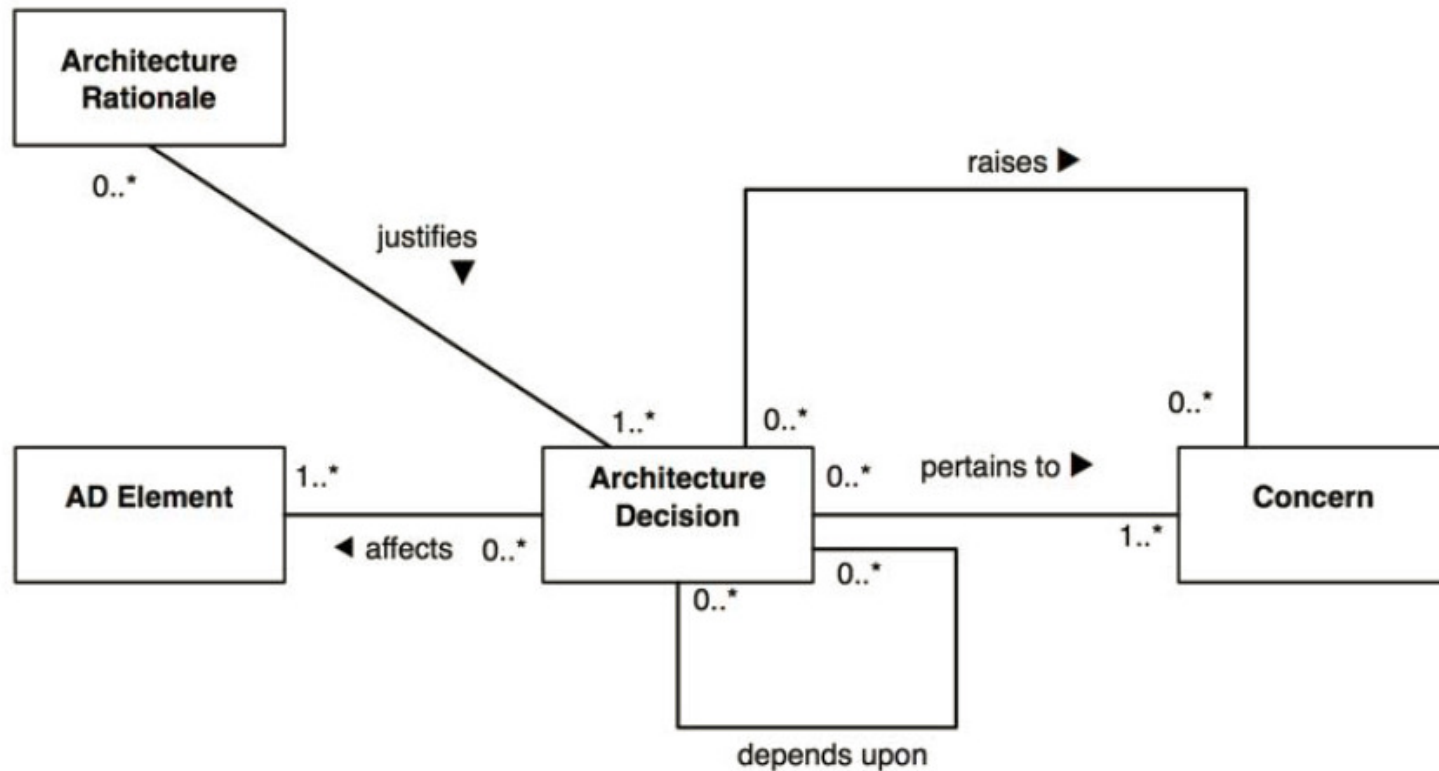 Architecture
Rationale
0..*
justifies
▼
raises ►
1..*
0..*
0..*
AD Element
1..*
◄ affects
0..*
Architecture
Decision
0..*
pertains to ►
1..*
Concern
0..*
0..*
depends upon